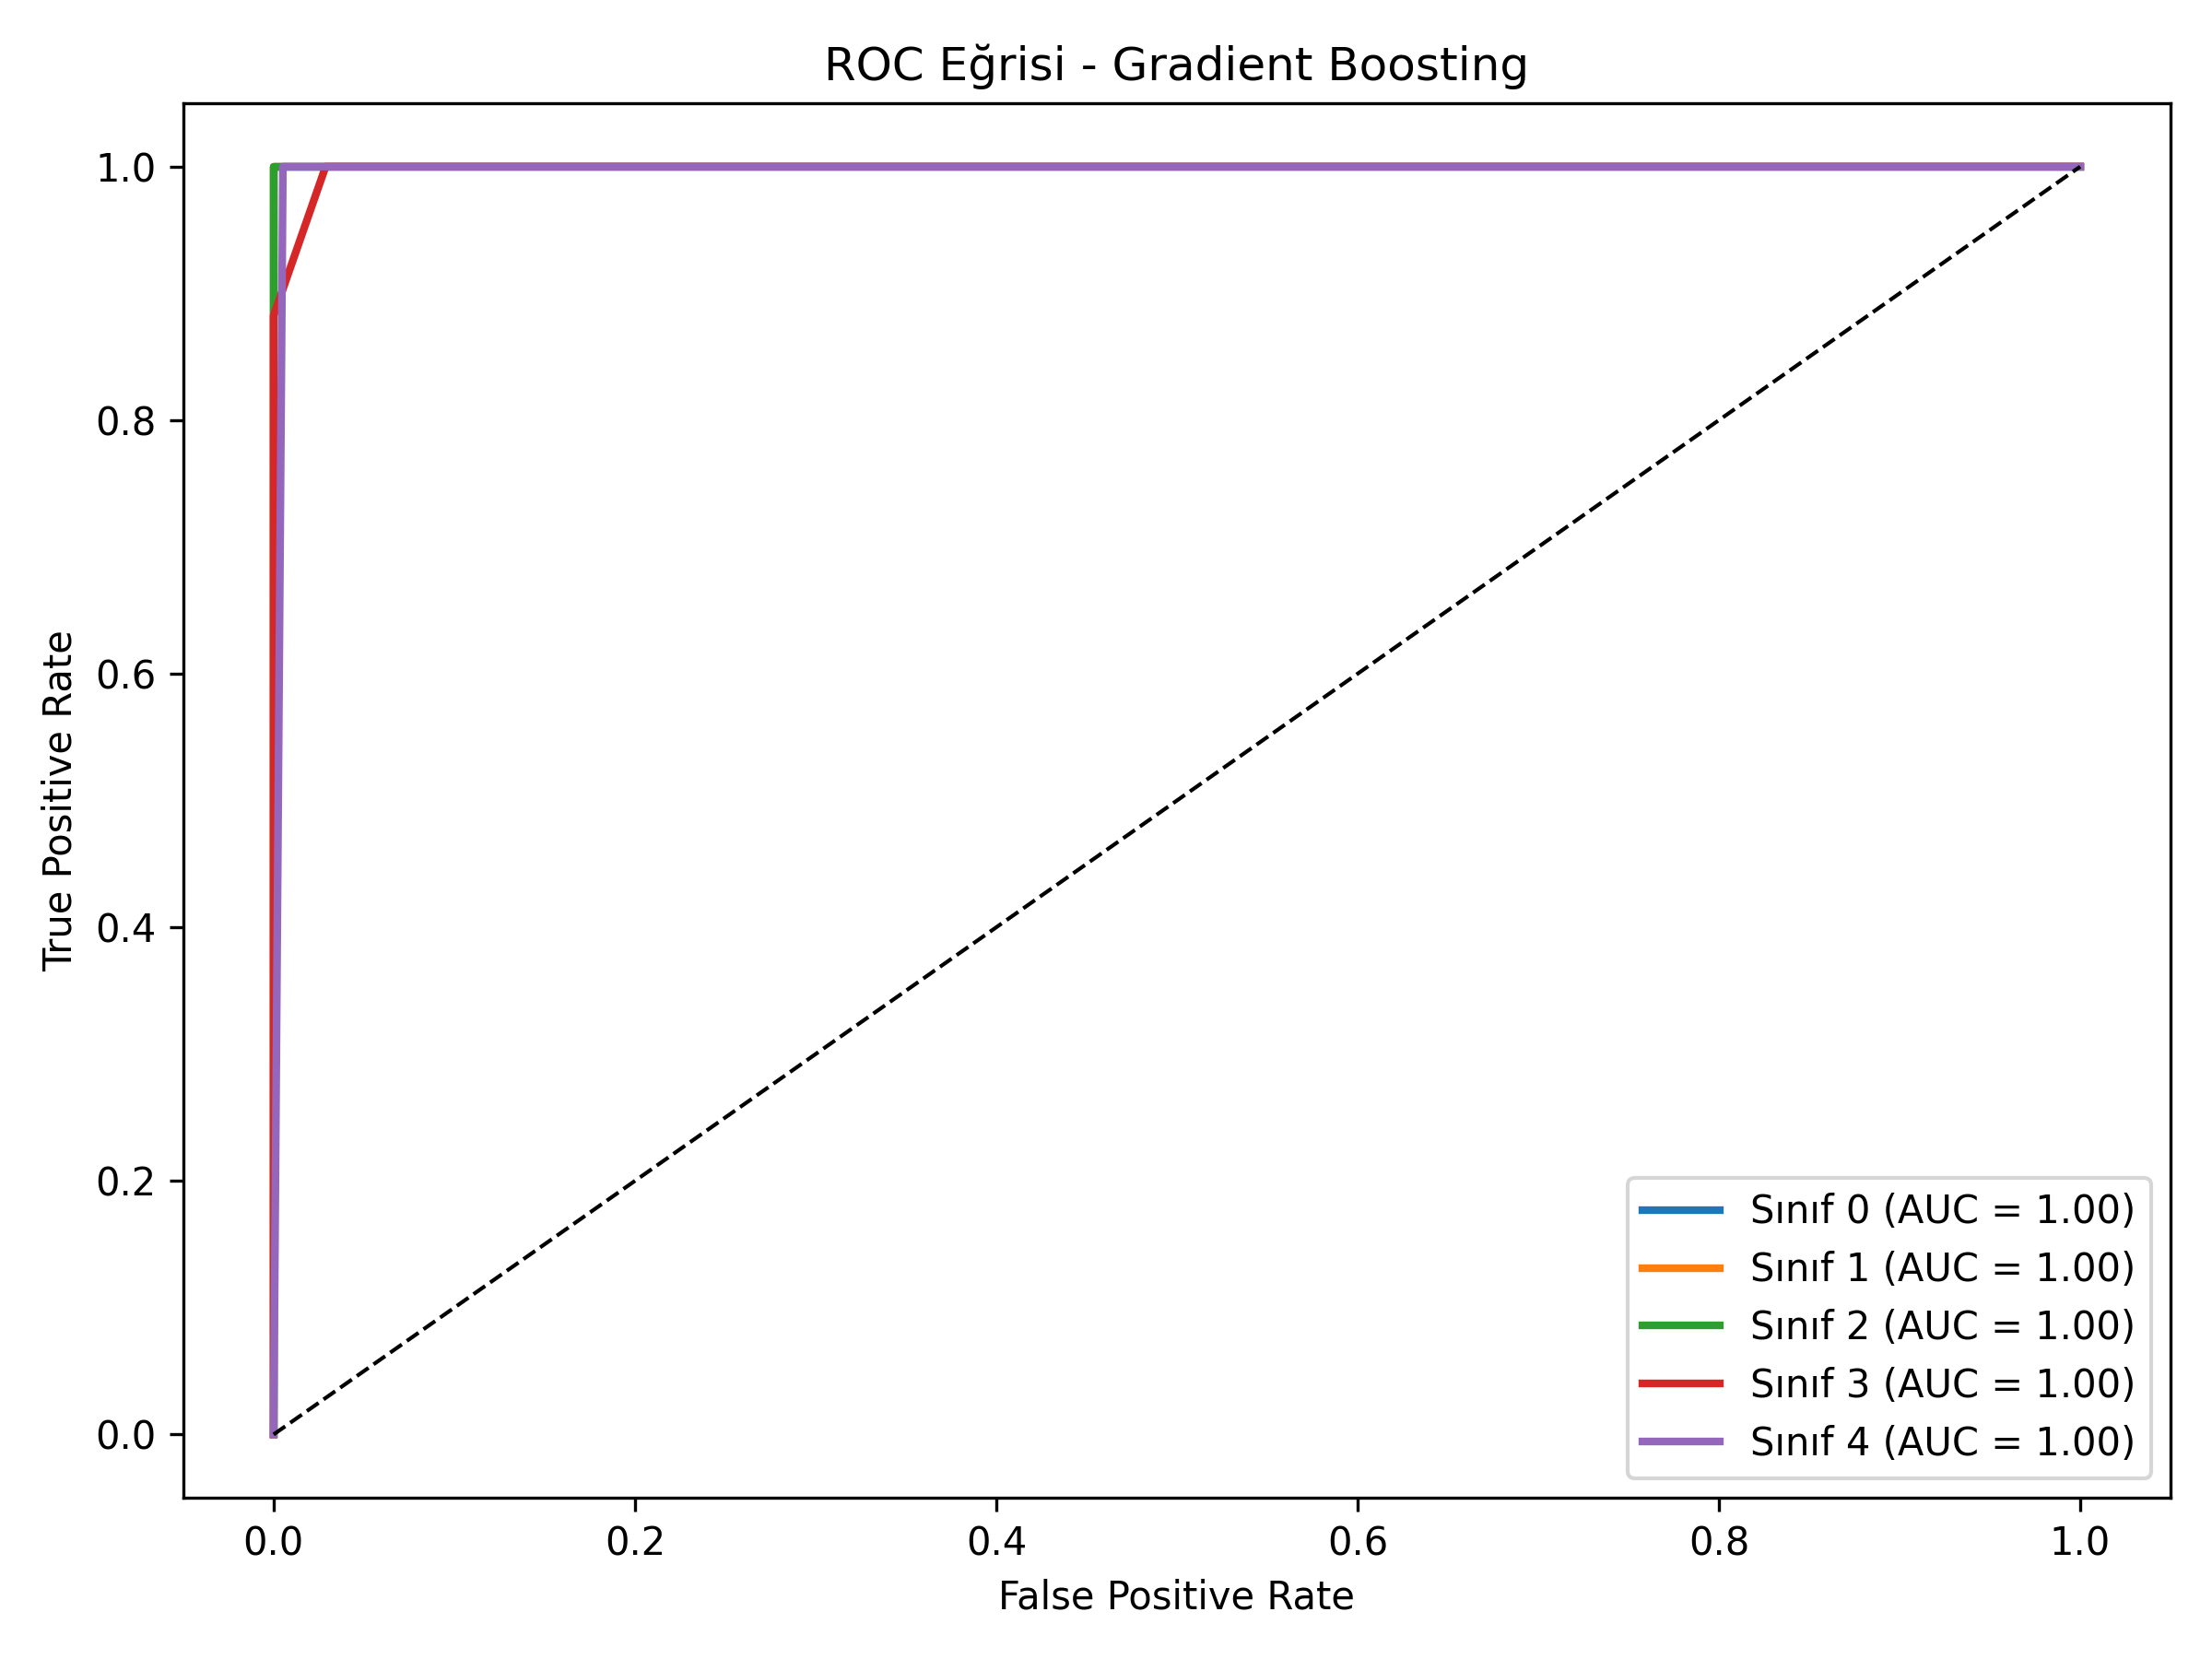 ROC Eğrisi - Gradient Boosting
True Positive Rate
1.0
0.8
0.6
0.4
0.2
0.0
0.0 0.2 0.4 0.6 0.8 1.0
False Positive Rate
Sınıf 0 (AUC = 1.00)
Sınıf 1 (AUC = 1.00)
Sınıf 2 (AUC = 1.00)
Sınıf 3 (AUC = 1.00)
Sınıf 4 (AUC = 1.00)